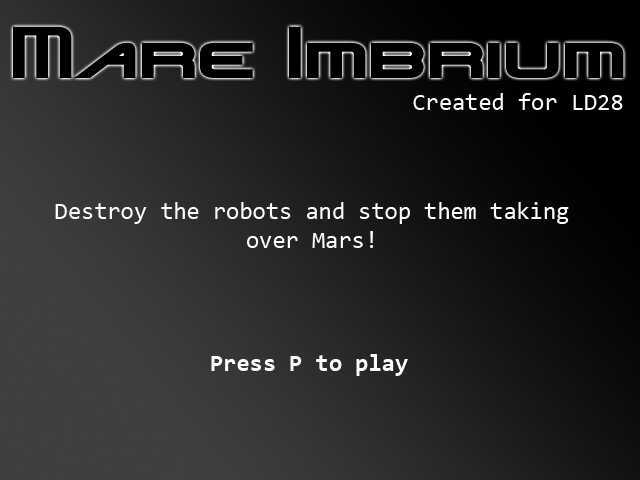 Mare Imbrium
Created for LD28
Destroy the robots and stop them taking
over Mars!
Press P to play